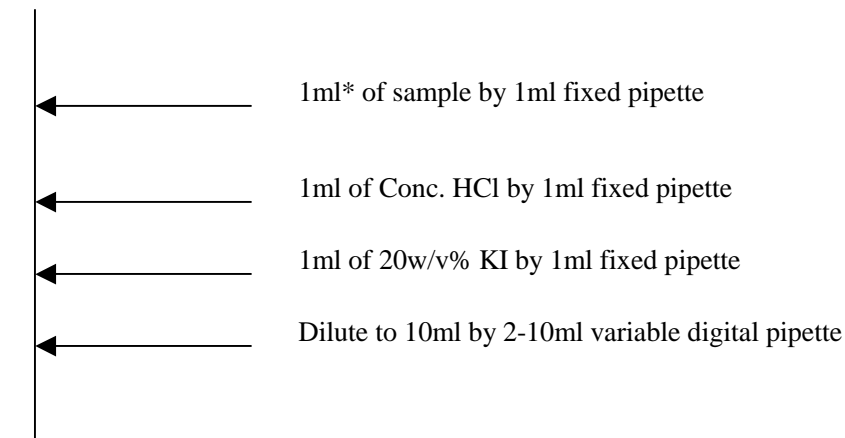 1ml* of sample by 1ml fixed pipette
1ml of Conc. HCl by 1ml fixed pipette
1ml of 20w/v% KI by 1ml fixed pipette
Dilute to 10ml by 2-10ml variable digital pipette